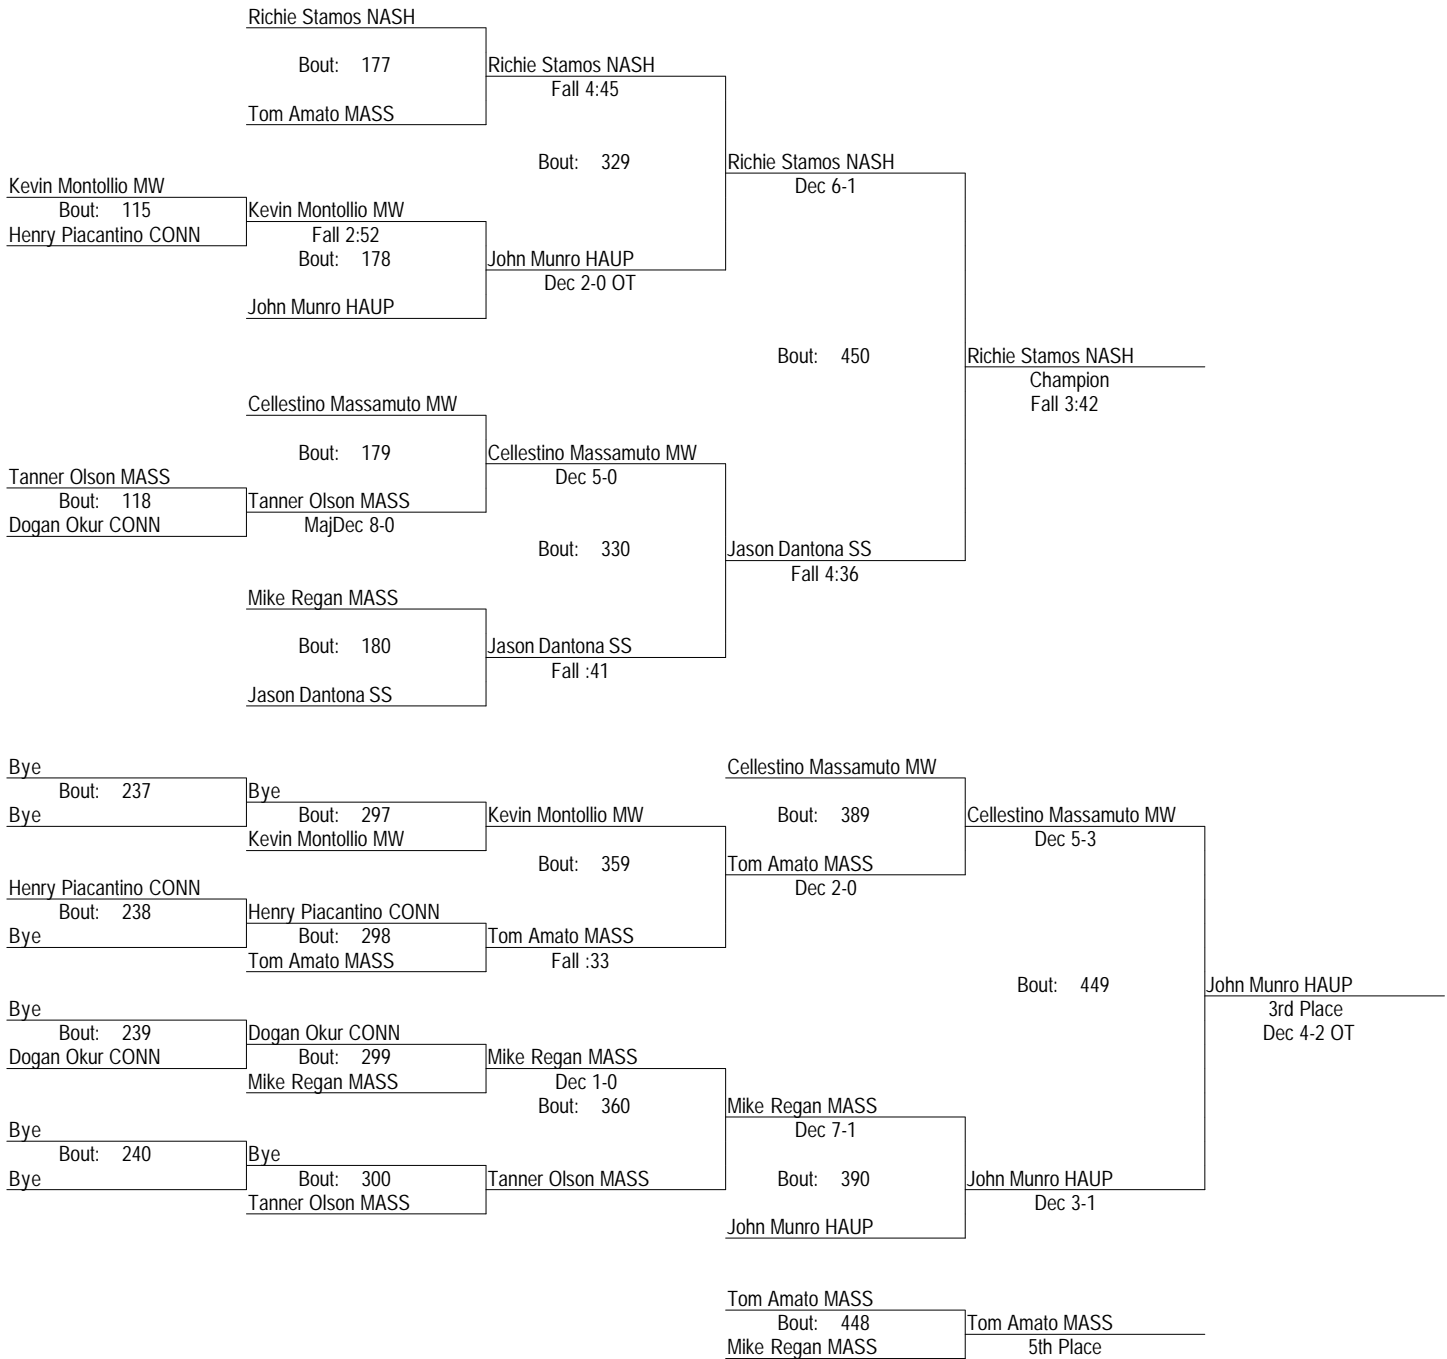 Richie Stamos NASH
Bout: 177
Richie Stamos NASH
Fall 4:45
Tom Amato MASS
Bout: 329
Richie Stamos NASH
Dec 6-1
Kevin Montollio MW
Bout: 115
Kevin Montollio MW
Henry Piacantino CONN
Fall 2:52
Bout: 178
John Munro HAUP
Dec 2-0 OT
John Munro HAUP
Bout: 450
Richie Stamos NASH
Champion
Fall 3:42
Cellestino Massamuto MW
Bout: 179
Cellestino Massamuto MW
Dec 5-0
Tanner Olson MASS
Bout: 118
Tanner Olson MASS
Dogan Okur CONN
MajDec 8-0
Bout: 330
Jason Dantona SS
Fall 4:36
Mike Regan MASS
Bout: 180
Jason Dantona SS
Fall :41
Jason Dantona SS
Bye
Bout: 237
Bye
Bye
Bout: 297
Kevin Montollio MW
Kevin Montollio MW
Cellestino Massamuto MW
Bout: 389
Cellestino Massamuto MW
Dec 5-3
Bout: 359
Tom Amato MASS
Dec 2-0
Henry Piacantino CONN
Bout: 238
Henry Piacantino CONN
Bye
Bout: 298
Tom Amato MASS
Tom Amato MASS
Fall :33
Bout: 449
John Munro HAUP
3rd Place
Dec 4-2 OT
Bye
Bout: 239
Dogan Okur CONN
Dogan Okur CONN
Bout: 299
Mike Regan MASS
Mike Regan MASS
Dec 1-0
Bout: 360
Mike Regan MASS
Dec 7-1
Bye
Bout: 240
Bye
Bye
Bout: 300
Tanner Olson MASS
Tanner Olson MASS
Bout: 390
John Munro HAUP
Dec 3-1
John Munro HAUP
Tom Amato MASS
Bout: 448
Tom Amato MASS
Mike Regan MASS
5th Place